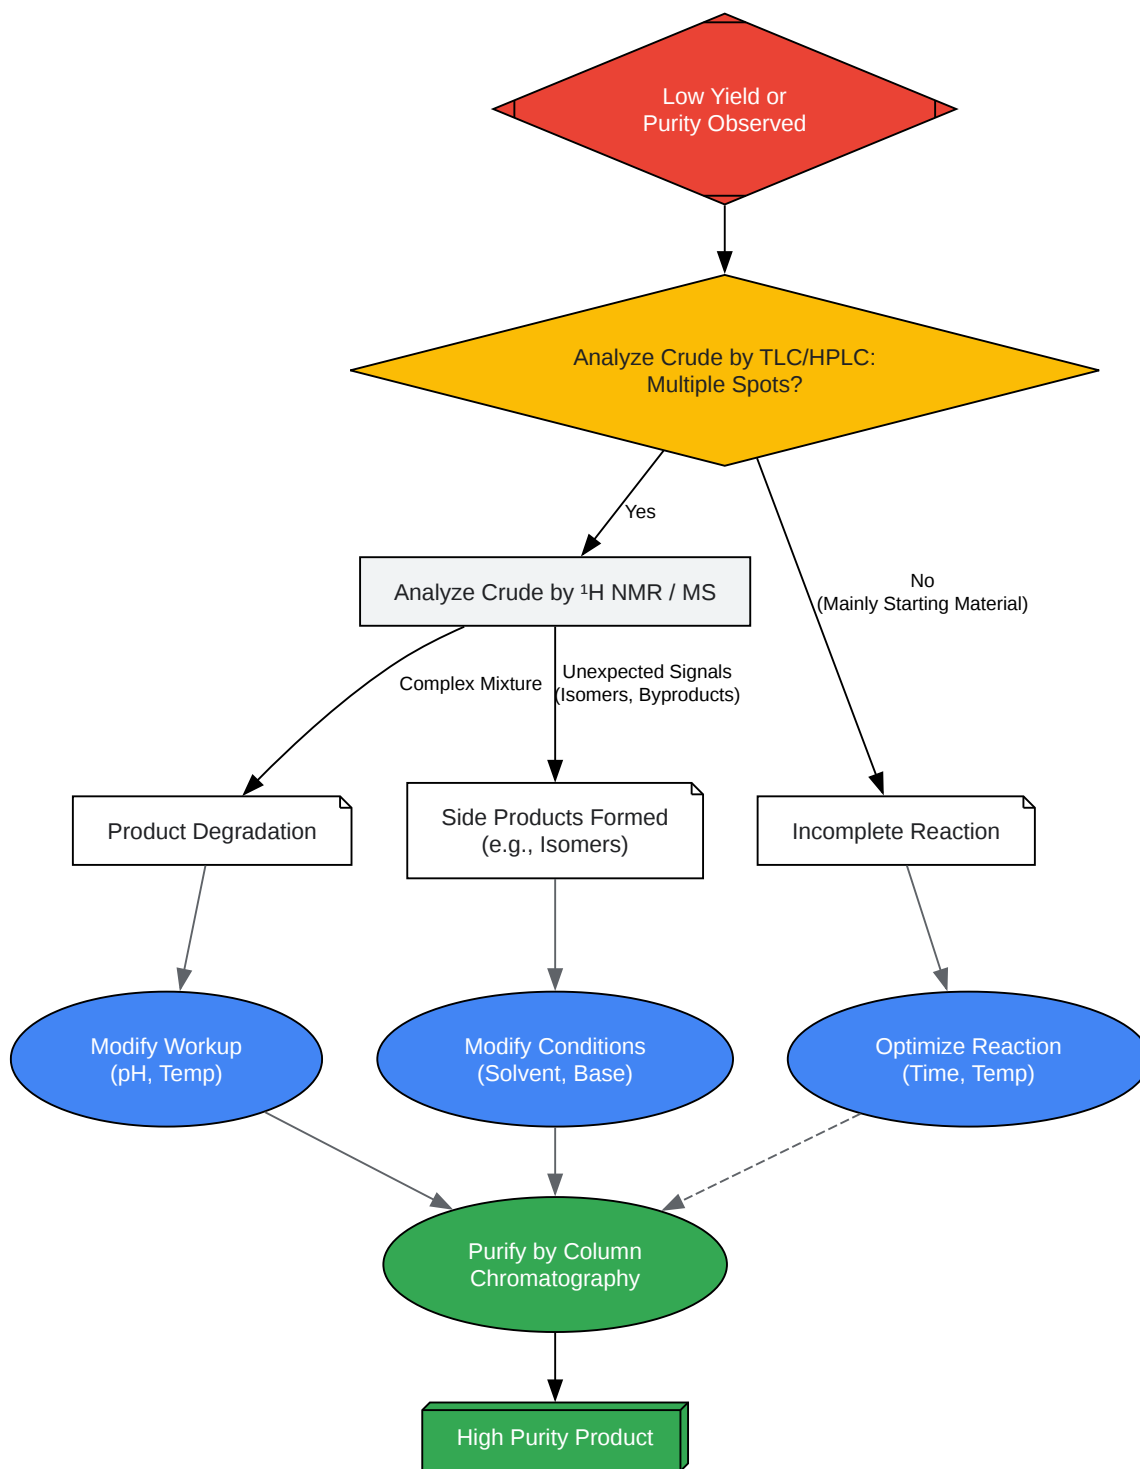 Low Yield or
Purity Observed
Analyze Crude by TLC/HPLC:
Multiple Spots?
Yes
No
(Mainly Starting Material)
Analyze Crude by ¹H NMR / MS
Complex Mixture
Unexpected Signals
(Isomers, Byproducts)
Product Degradation
Side Products Formed
(e.g., Isomers)
Incomplete Reaction
Modify Workup
(pH, Temp)
Modify Conditions
(Solvent, Base)
Optimize Reaction
(Time, Temp)
Purify by Column
Chromatography
High Purity Product